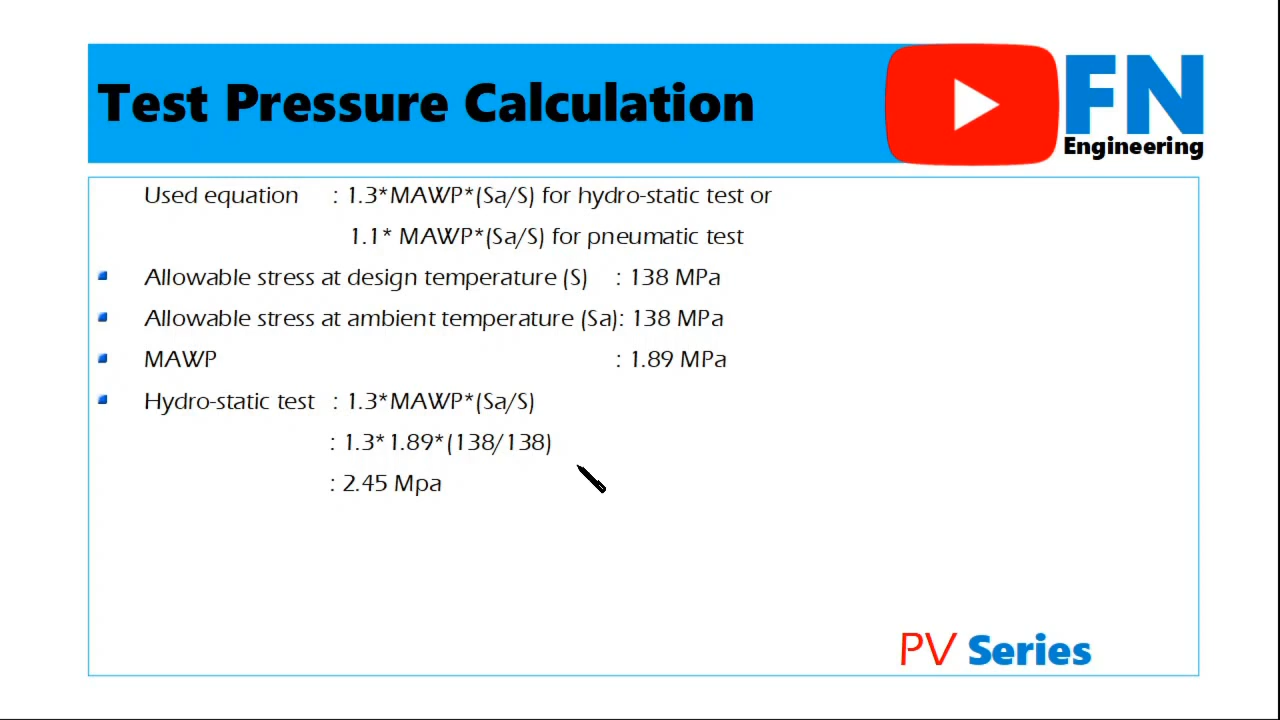 Test Pressure Calculation
FN
Engineering
Used equation : 1.3*MAWP*(Sa/S) for hydro-static test or
1.1* MAWP*(Sa/S) for pneumatic test
Allowable stress at design temperature (S) : 138 MPa
Allowable stress at ambient temperature (Sa): 138 MPa
MAWP : 1.89 MPa
Hydro-static test : 1.3*MAWP*(Sa/S)
: 1.3*1.89*(138/138)
: 2.45 Mpa
PV Series